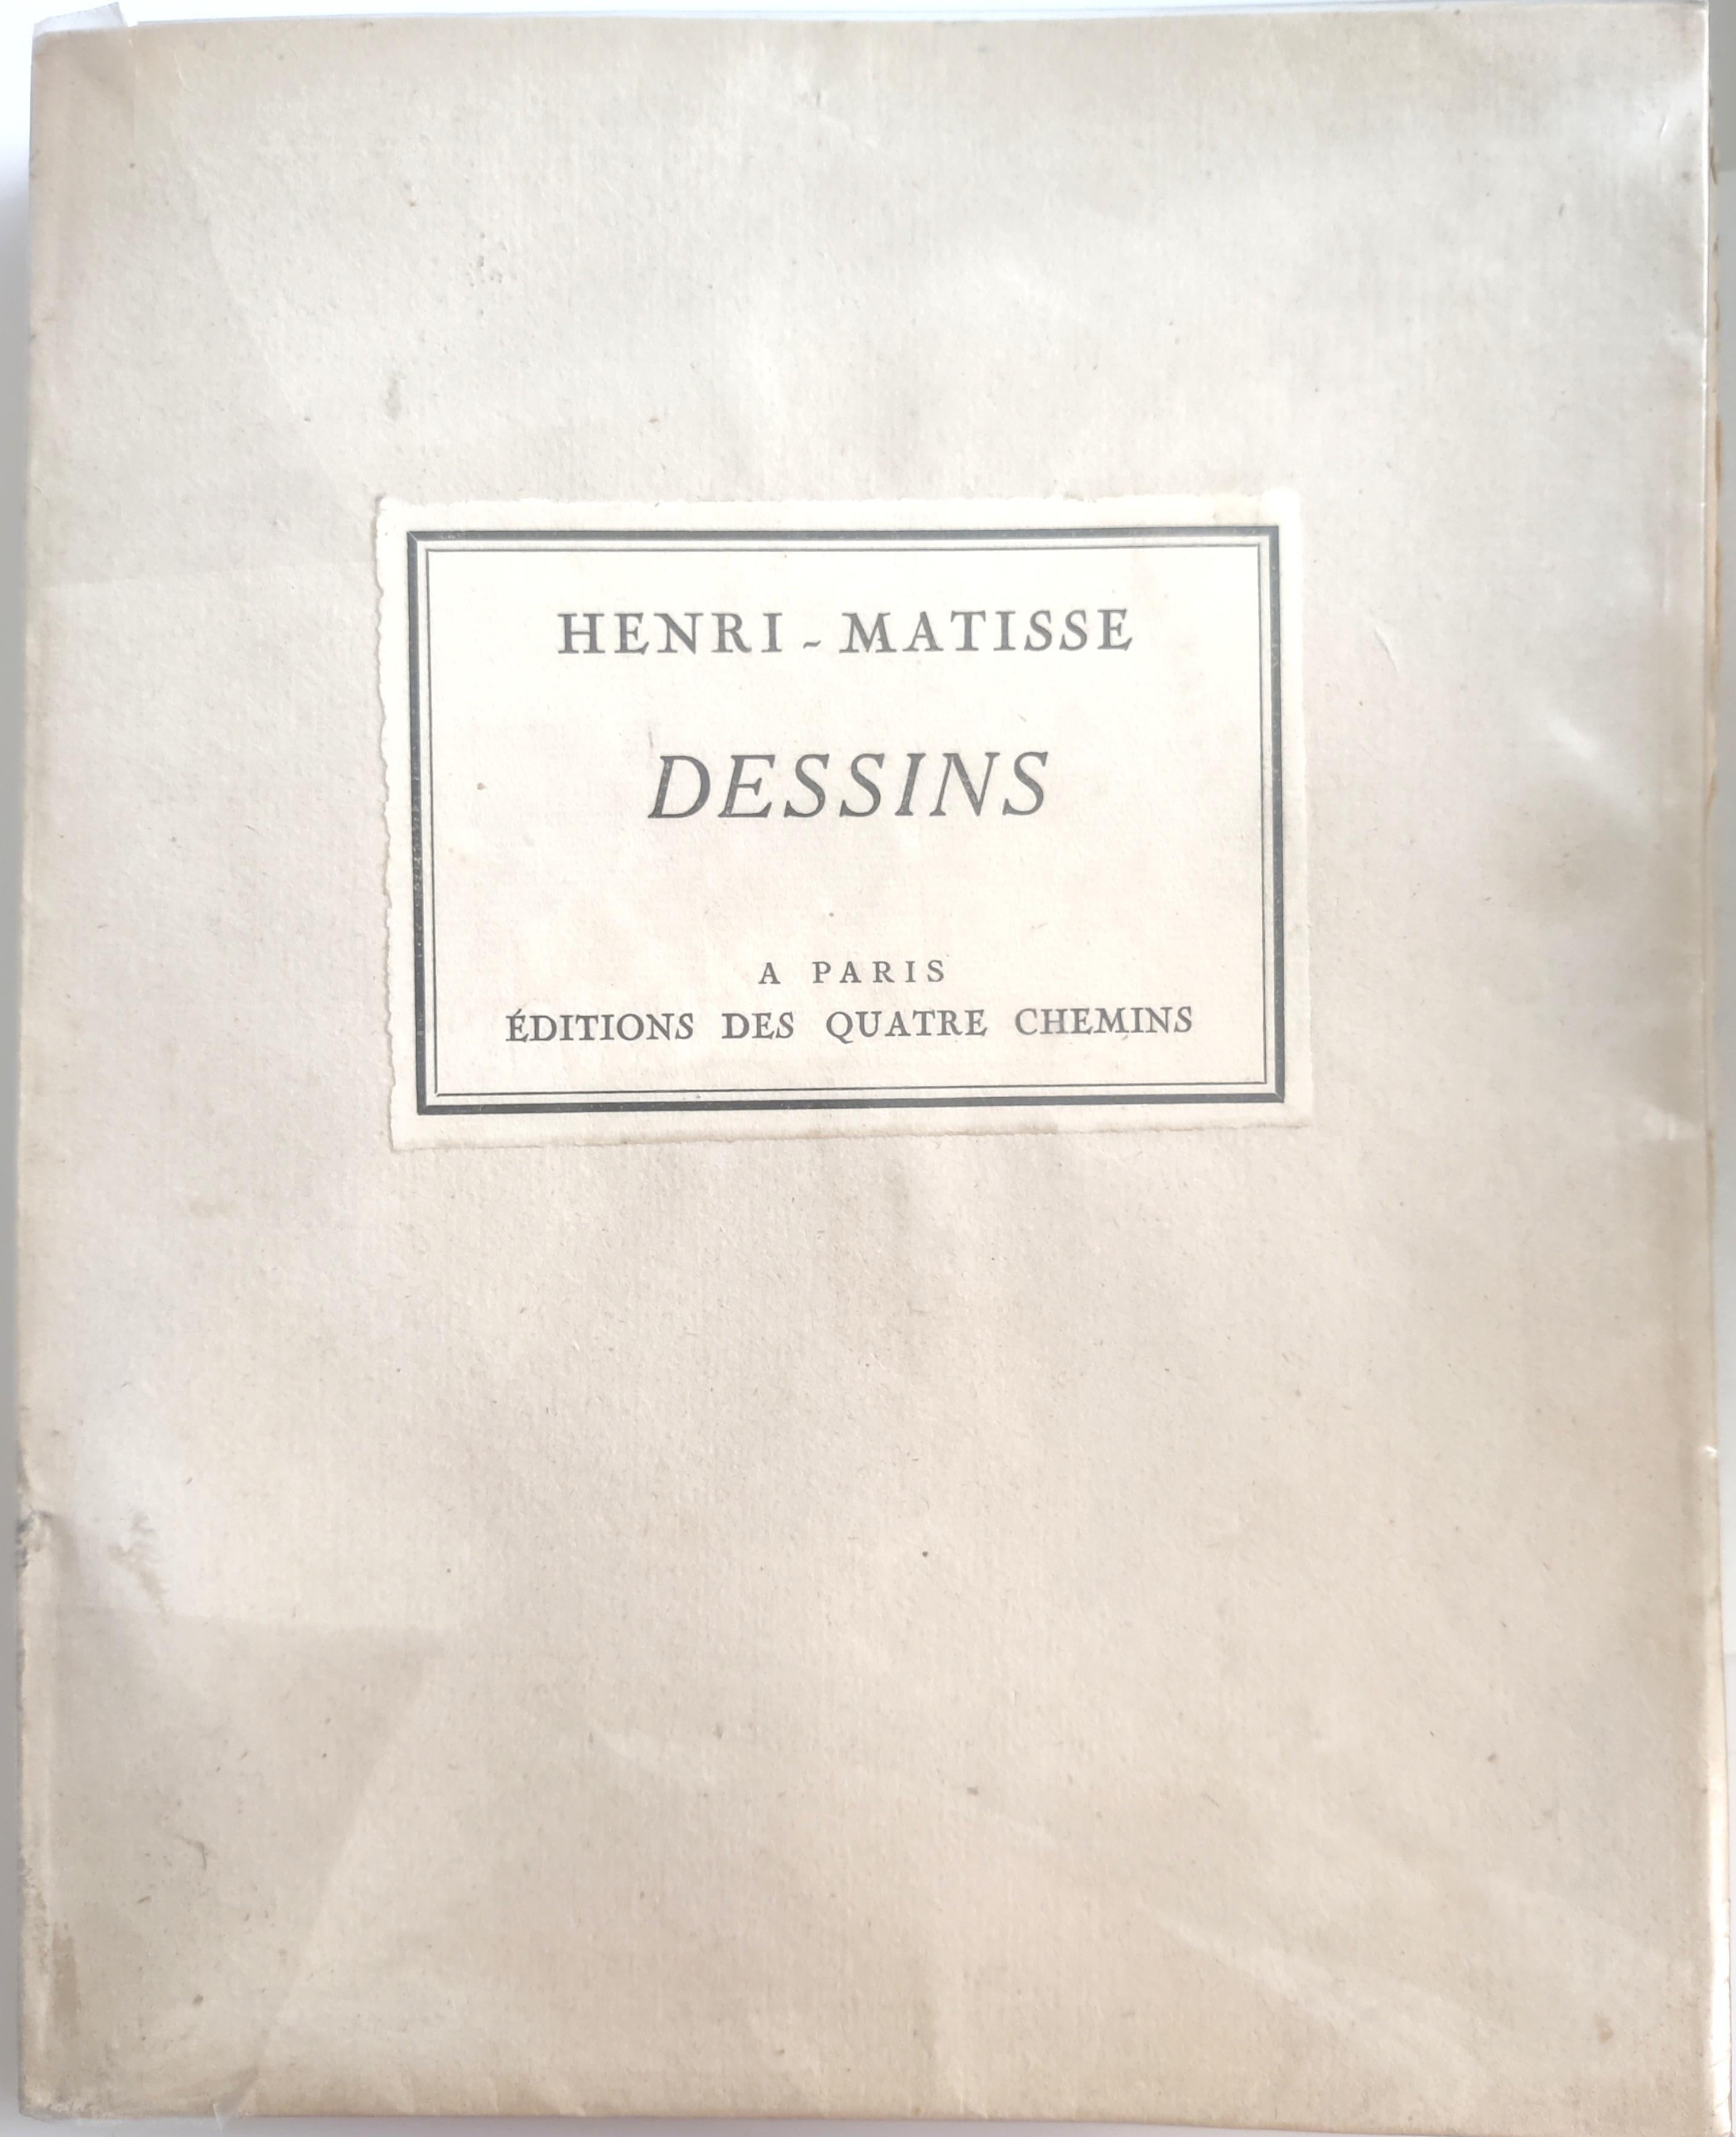 HENRI-MATISSE
DESSINS
A PARIS
ÉDITIONS DES QUATRE CHEMINS